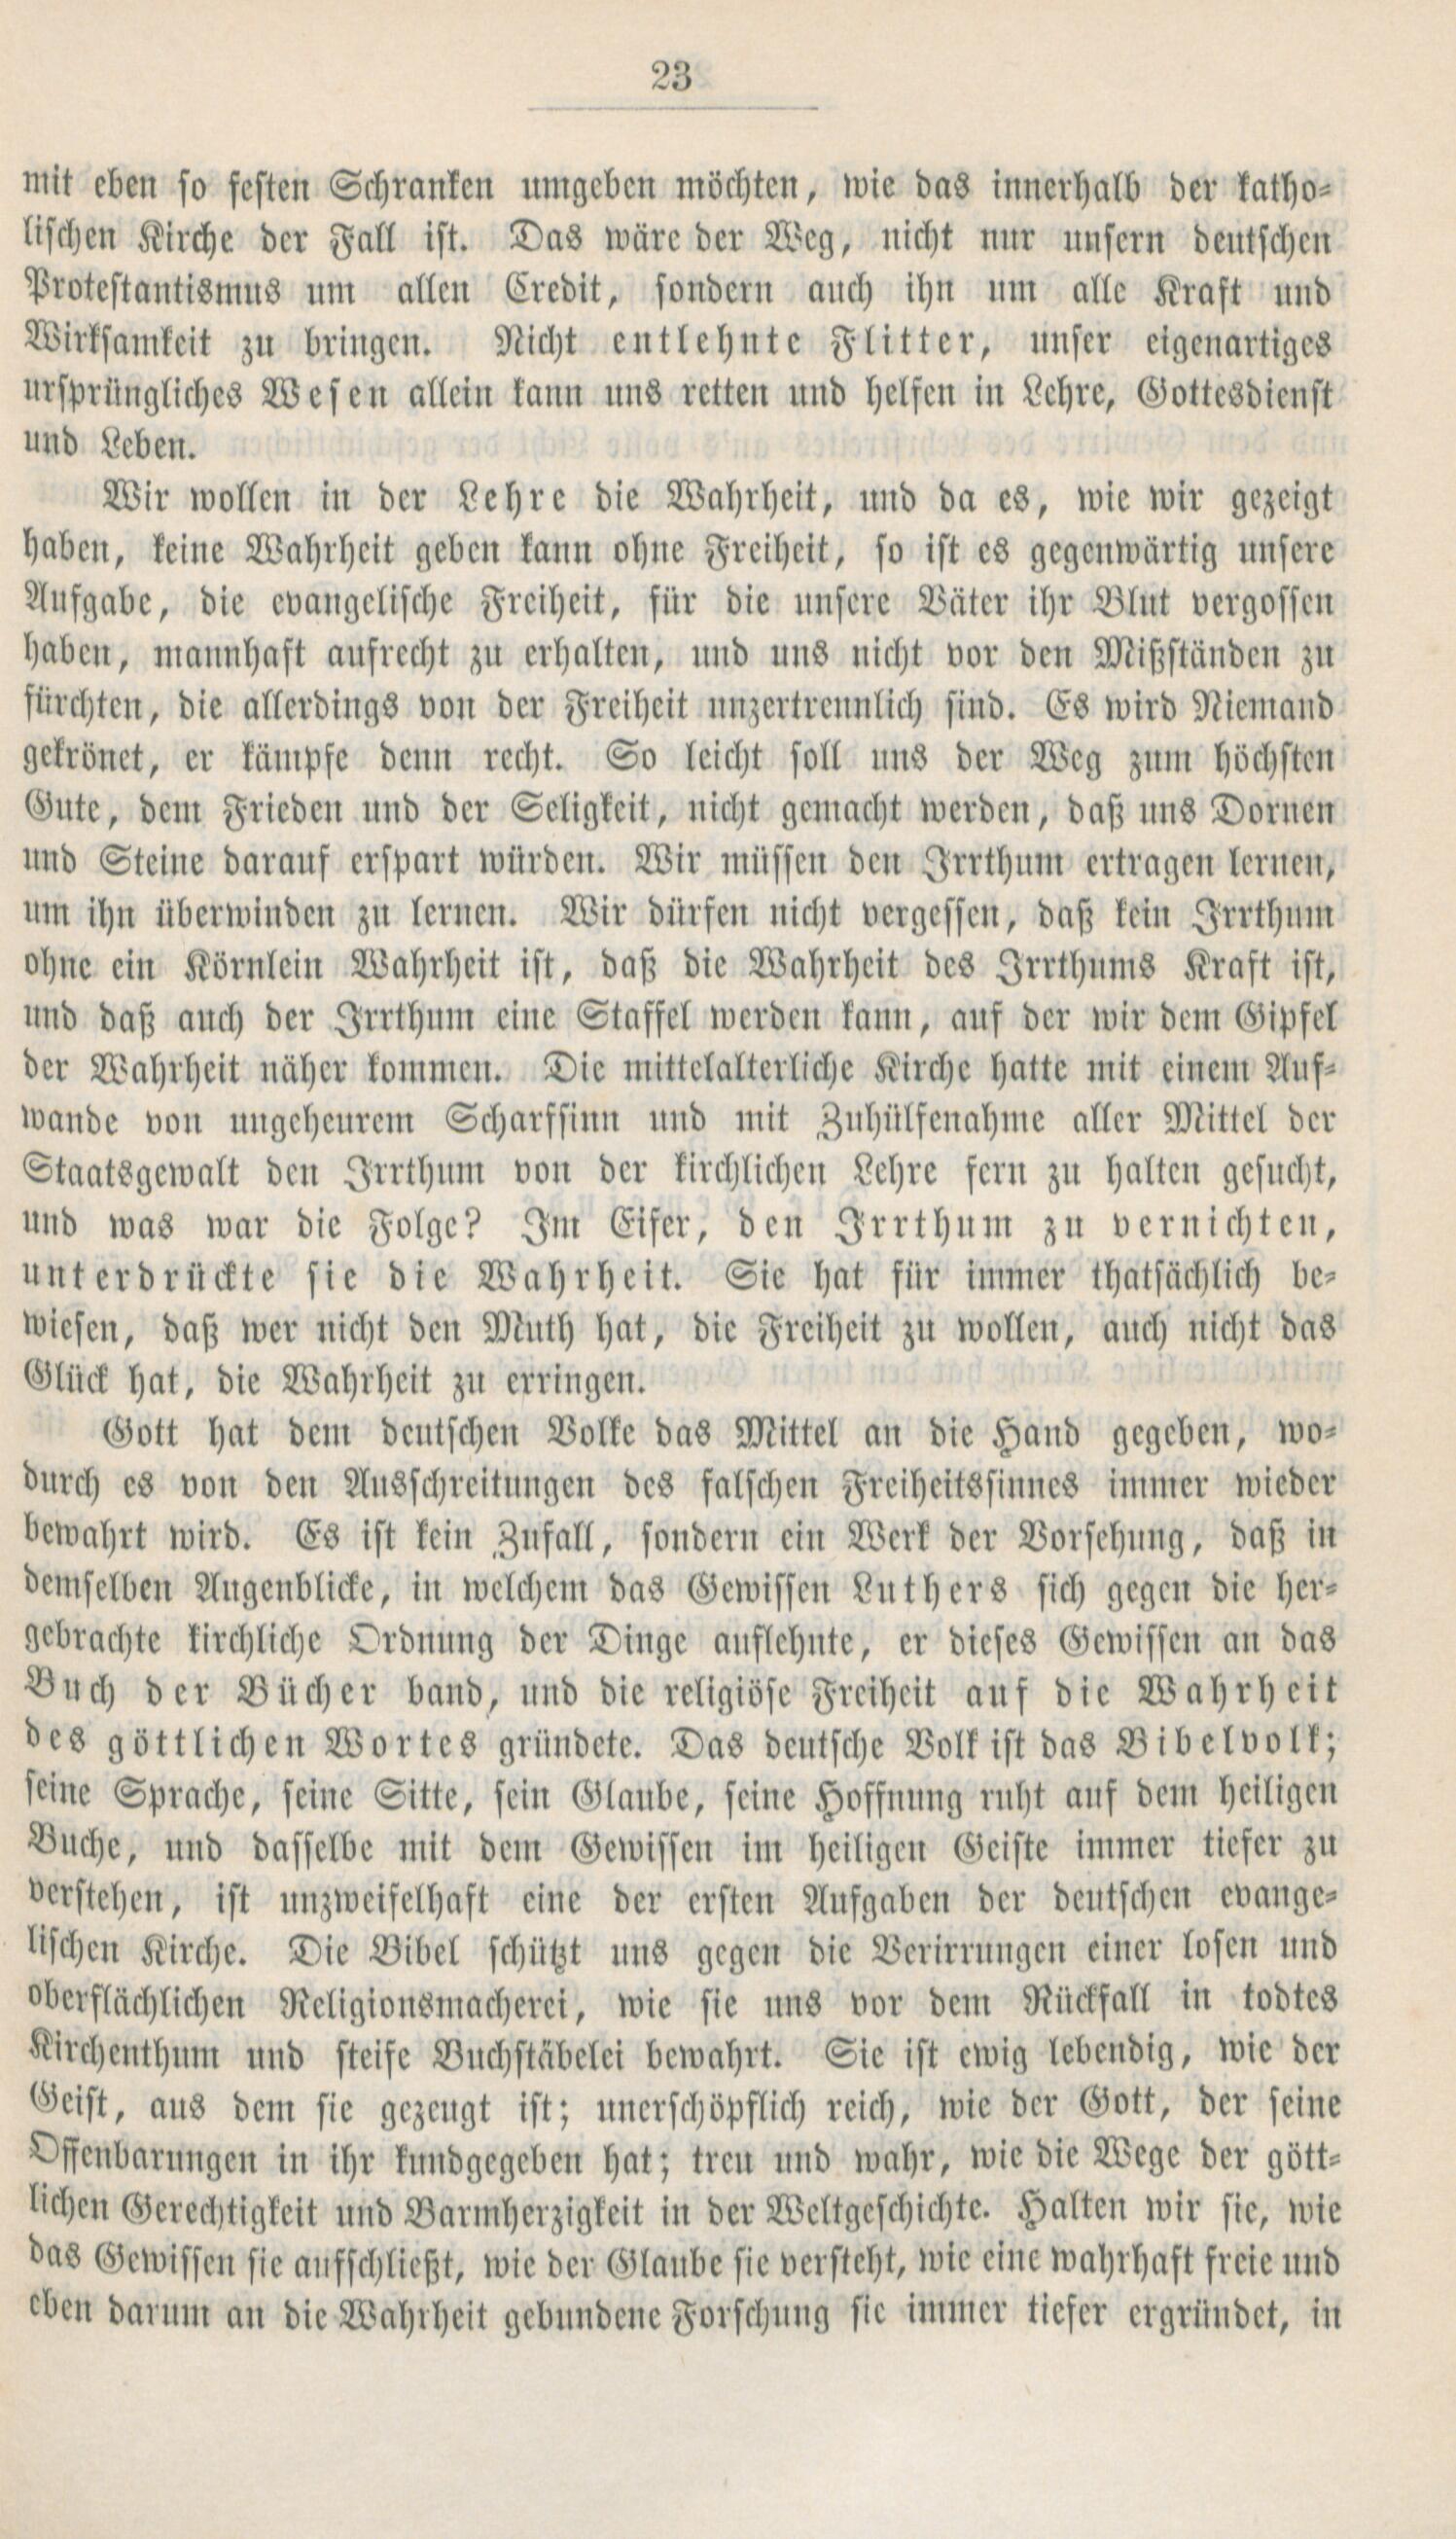 23
mit eben so festen Schranken umgeben möchten, wie das innerhalb der katho-
lischen Kirche der Fall ist. Das wäre der Weg, nicht nur unsern deutschen
Protestantismus um allen Credit, sondern auch ihn um alle Kraft und
Wirksamkeit zu bringen. Nicht entlehnte Flitter, unser eigenartiges
ursprüngliches Wesen allein kann uns retten und helfen in Lehre, Gottesdienst
und Leben.
Wir wollen in der Lehre die Wahrheit, und da es, wie wir gezeigt
haben, keine Wahrheit geben kann ohne Freiheit, so ist es gegenwärtig unsere
Aufgabe, die evangelische Freiheit, für die unsere Väter ihr Blut vergossen
haben, mannhaft aufrecht zu erhalten, und uns nicht vor den Mißständen zu
fürchten, die allerdings von der Freiheit unzertrennlich sind. Es wird Niemand
gekrönet, er kämpfe denn recht. So leicht soll uns der Weg zum höchsten
Gute, dem Frieden und der Seligkeit, nicht gemacht werden, daß uns Dornen
und Steine darauf erspart würden. Wir müssen den Irrthum ertragen lernen,
um ihn überwinden zu lernen. Wir dürfen nicht vergessen, daß kein Irrthum
ohne ein Körnlein Wahrheit ist, daß die Wahrheit des Irrthums Kraft ist,
und daß auch der Irrthum eine Staffel werden kann, auf der wir dem Gipfel
der Wahrheit näher kommen. Die mittelalterliche Kirche hatte mit einem Auf-
wande von ungeheurem Scharfsinn und mit Zuhülfenahme aller Mittel der
Staatsgewalt den Irrthum von der kirchlichen Lehre fern zu halten gesucht,
und was war die Folge? Im Eifer, den Irrthum zu vernichten,
unterdrückte sie die Wahrheit. Sie hat für immer thatsächlich be-
wiesen, daß wer nicht den Muth hat, die Freiheit zu wollen, auch nicht das
Glück hat, die Wahrheit zu erringen.
Gott hat dem deutschen Volke das Mittel an die Hand gegeben, wo-
durch es von den Ausschreitungen des falschen Freiheitssinnes immer wieder
bewahrt wird. Es ist kein Zufall, sondern ein Werk der Vorsehung, daß in
demselben Augenblicke, in welchem das Gewissen Luthers sich gegen die her-
gebrachte kirchliche Ordnung der Dinge auflehnte, er dieses Gewissen an das
Buch der Bücher band, und die religiöse Freiheit auf die Wahrheit
des göttlichen Wortes gründete. Das deutsche Volk ist das Bibelvolk;
seine Sprache, seine Sitte, sein Glaube, seine Hoffnung ruht auf dem heiligen
Buche, und dasselbe mit dem Gewissen im heiligen Geiste immer tiefer zu
verstehen, ist unzweifelhaft eine der ersten Aufgaben der deutschen evange-
lischen Kirche. Die Bibel schützt uns gegen die Verirrungen einer losen und
oberflächlichen Religionsmacherei, wie sie uns vor dem Rückfall in todtes
Kirchenthum und steife Buchstäbelei bewahrt. Sie ist ewig lebendig, wie der
Geist, aus dem sie gezeugt ist; unerschöpflich reich, wie der Gott, der seine
Offenbarungen in ihr kundgegeben hat; treu und wahr, wie die Wege der gött-
lichen Gerechtigkeit und Barmherzigkeit in der Weltgeschichte. Halten wir sie, wie
das Gewissen sie aufschließt, wie der Glaube sie versteht, wie eine wahrhaft freie und
eben darum an die Wahrheit gebundene Forschung sie immer tiefer ergründet, in